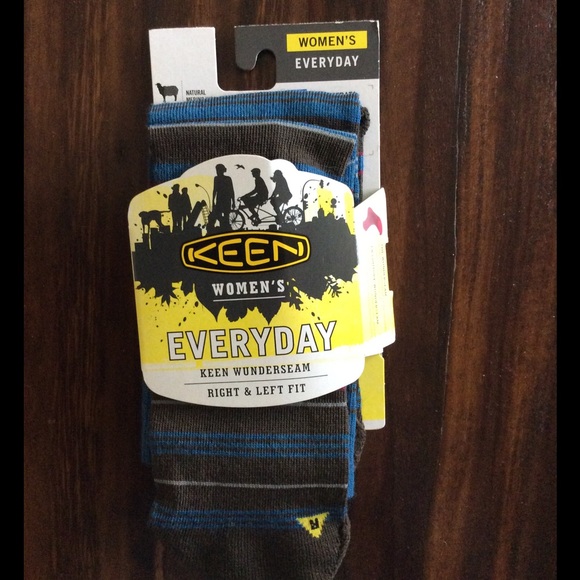 WOMEN'S
EVERYDAY
NATURAL
KEEN
WOMEN'S
EVERYDAY
KEEN WUNDERSEAM
RIGHT & LEFT FIT
R